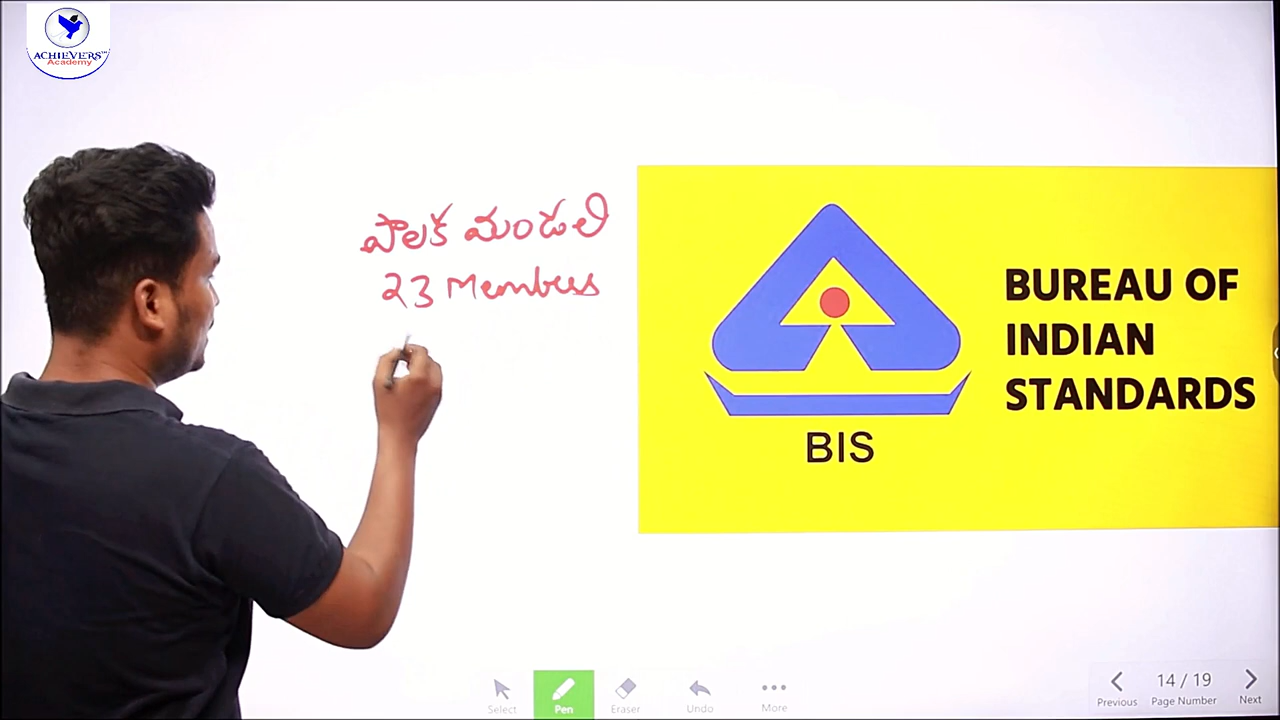 ACHIEVERS™
Academy
పాలక మండలి
23 Members
BUREAU OF
INDIAN
STANDARDS
BIS
Select
Pen
Eraser
Undo
More
Previous
14 / 19
Page Number
Next